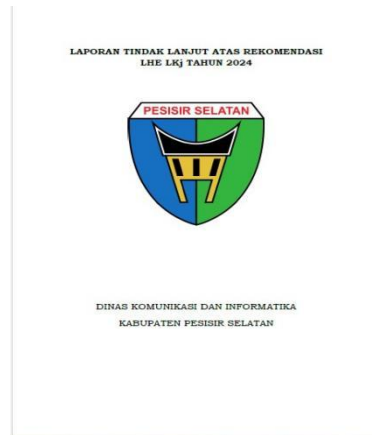 LAPORAN TINDAK LANJUT ATAS REKOMENDASI
LHE LKj TAHUN 2024
PESISIR SELATAN
DINAS KOMUNIKASI DAN INFORMATIKA
KABUPATEN PESISIR SELATAN